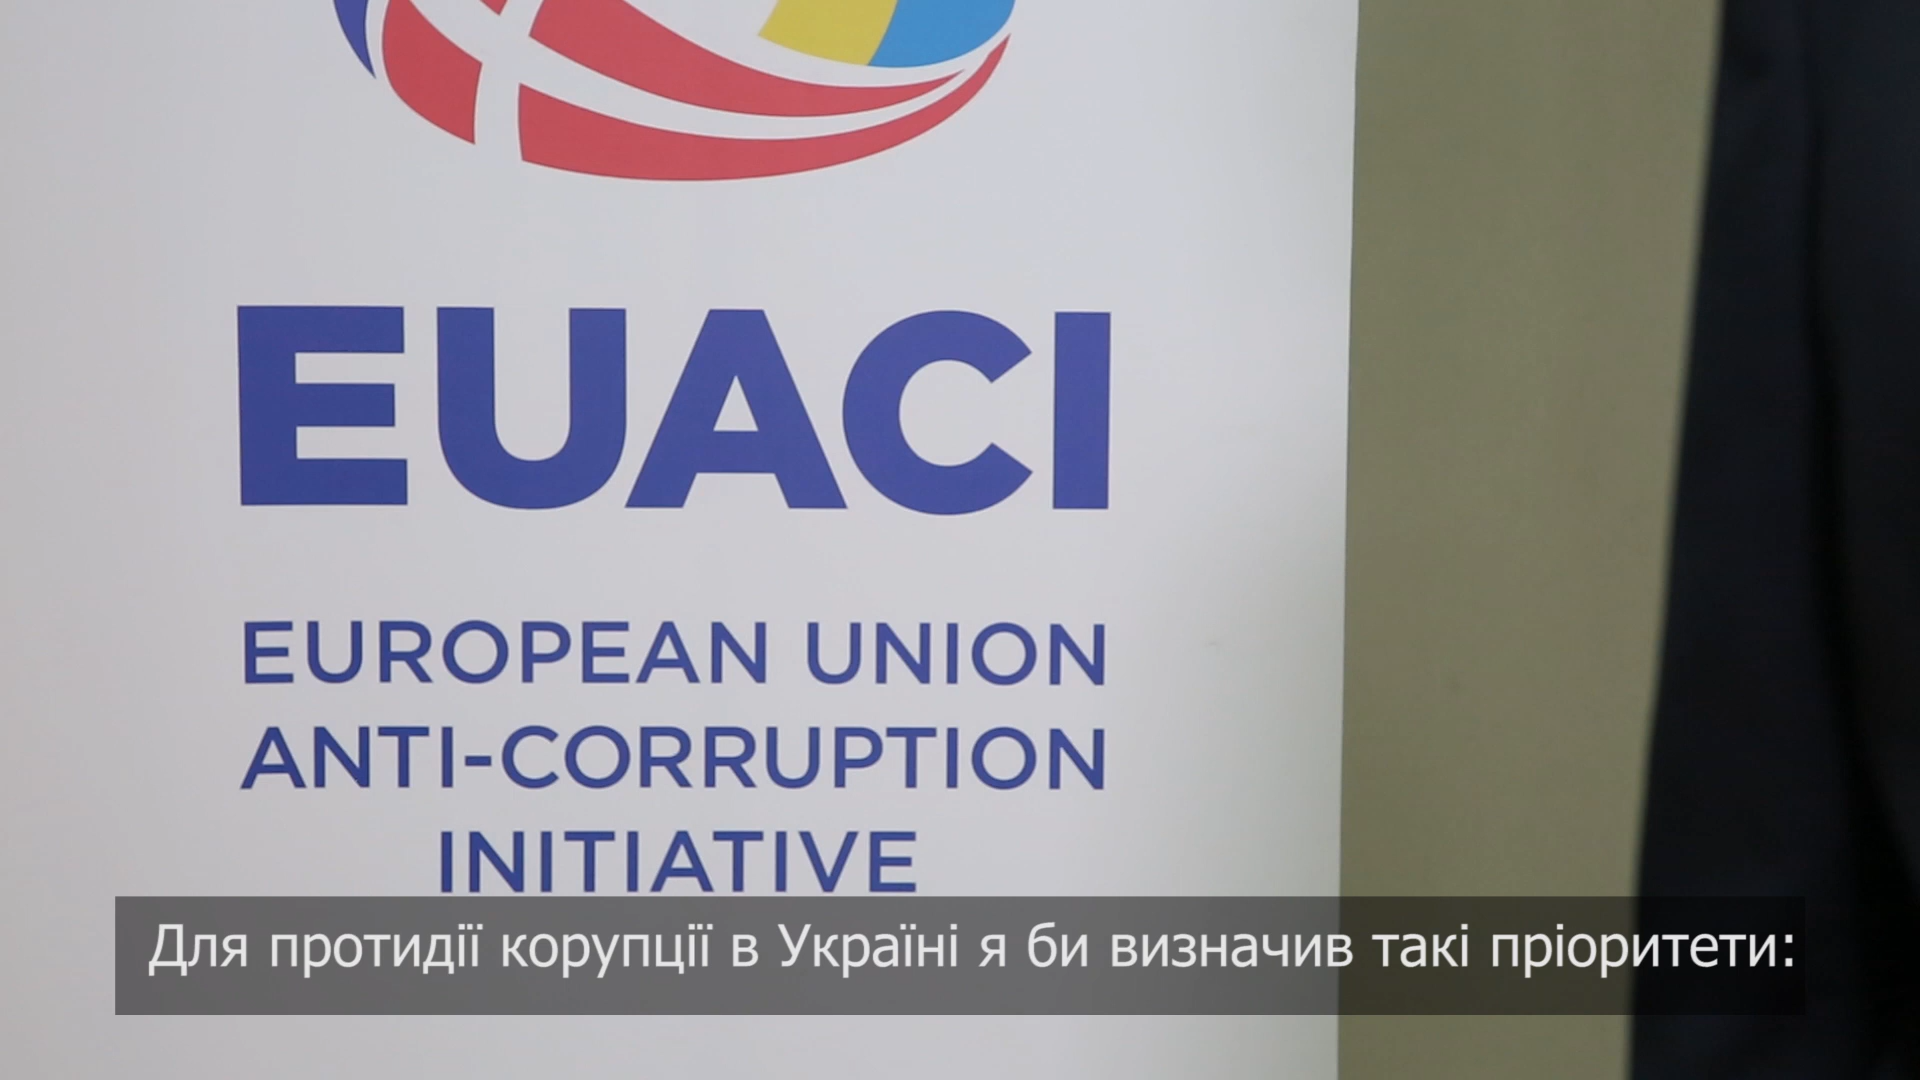 EUACI
EUROPEAN UNION
ANTI-CORRUPTION
INITIATIVE
Для протидії корупції в Україні я би визначив такі пріоритети: